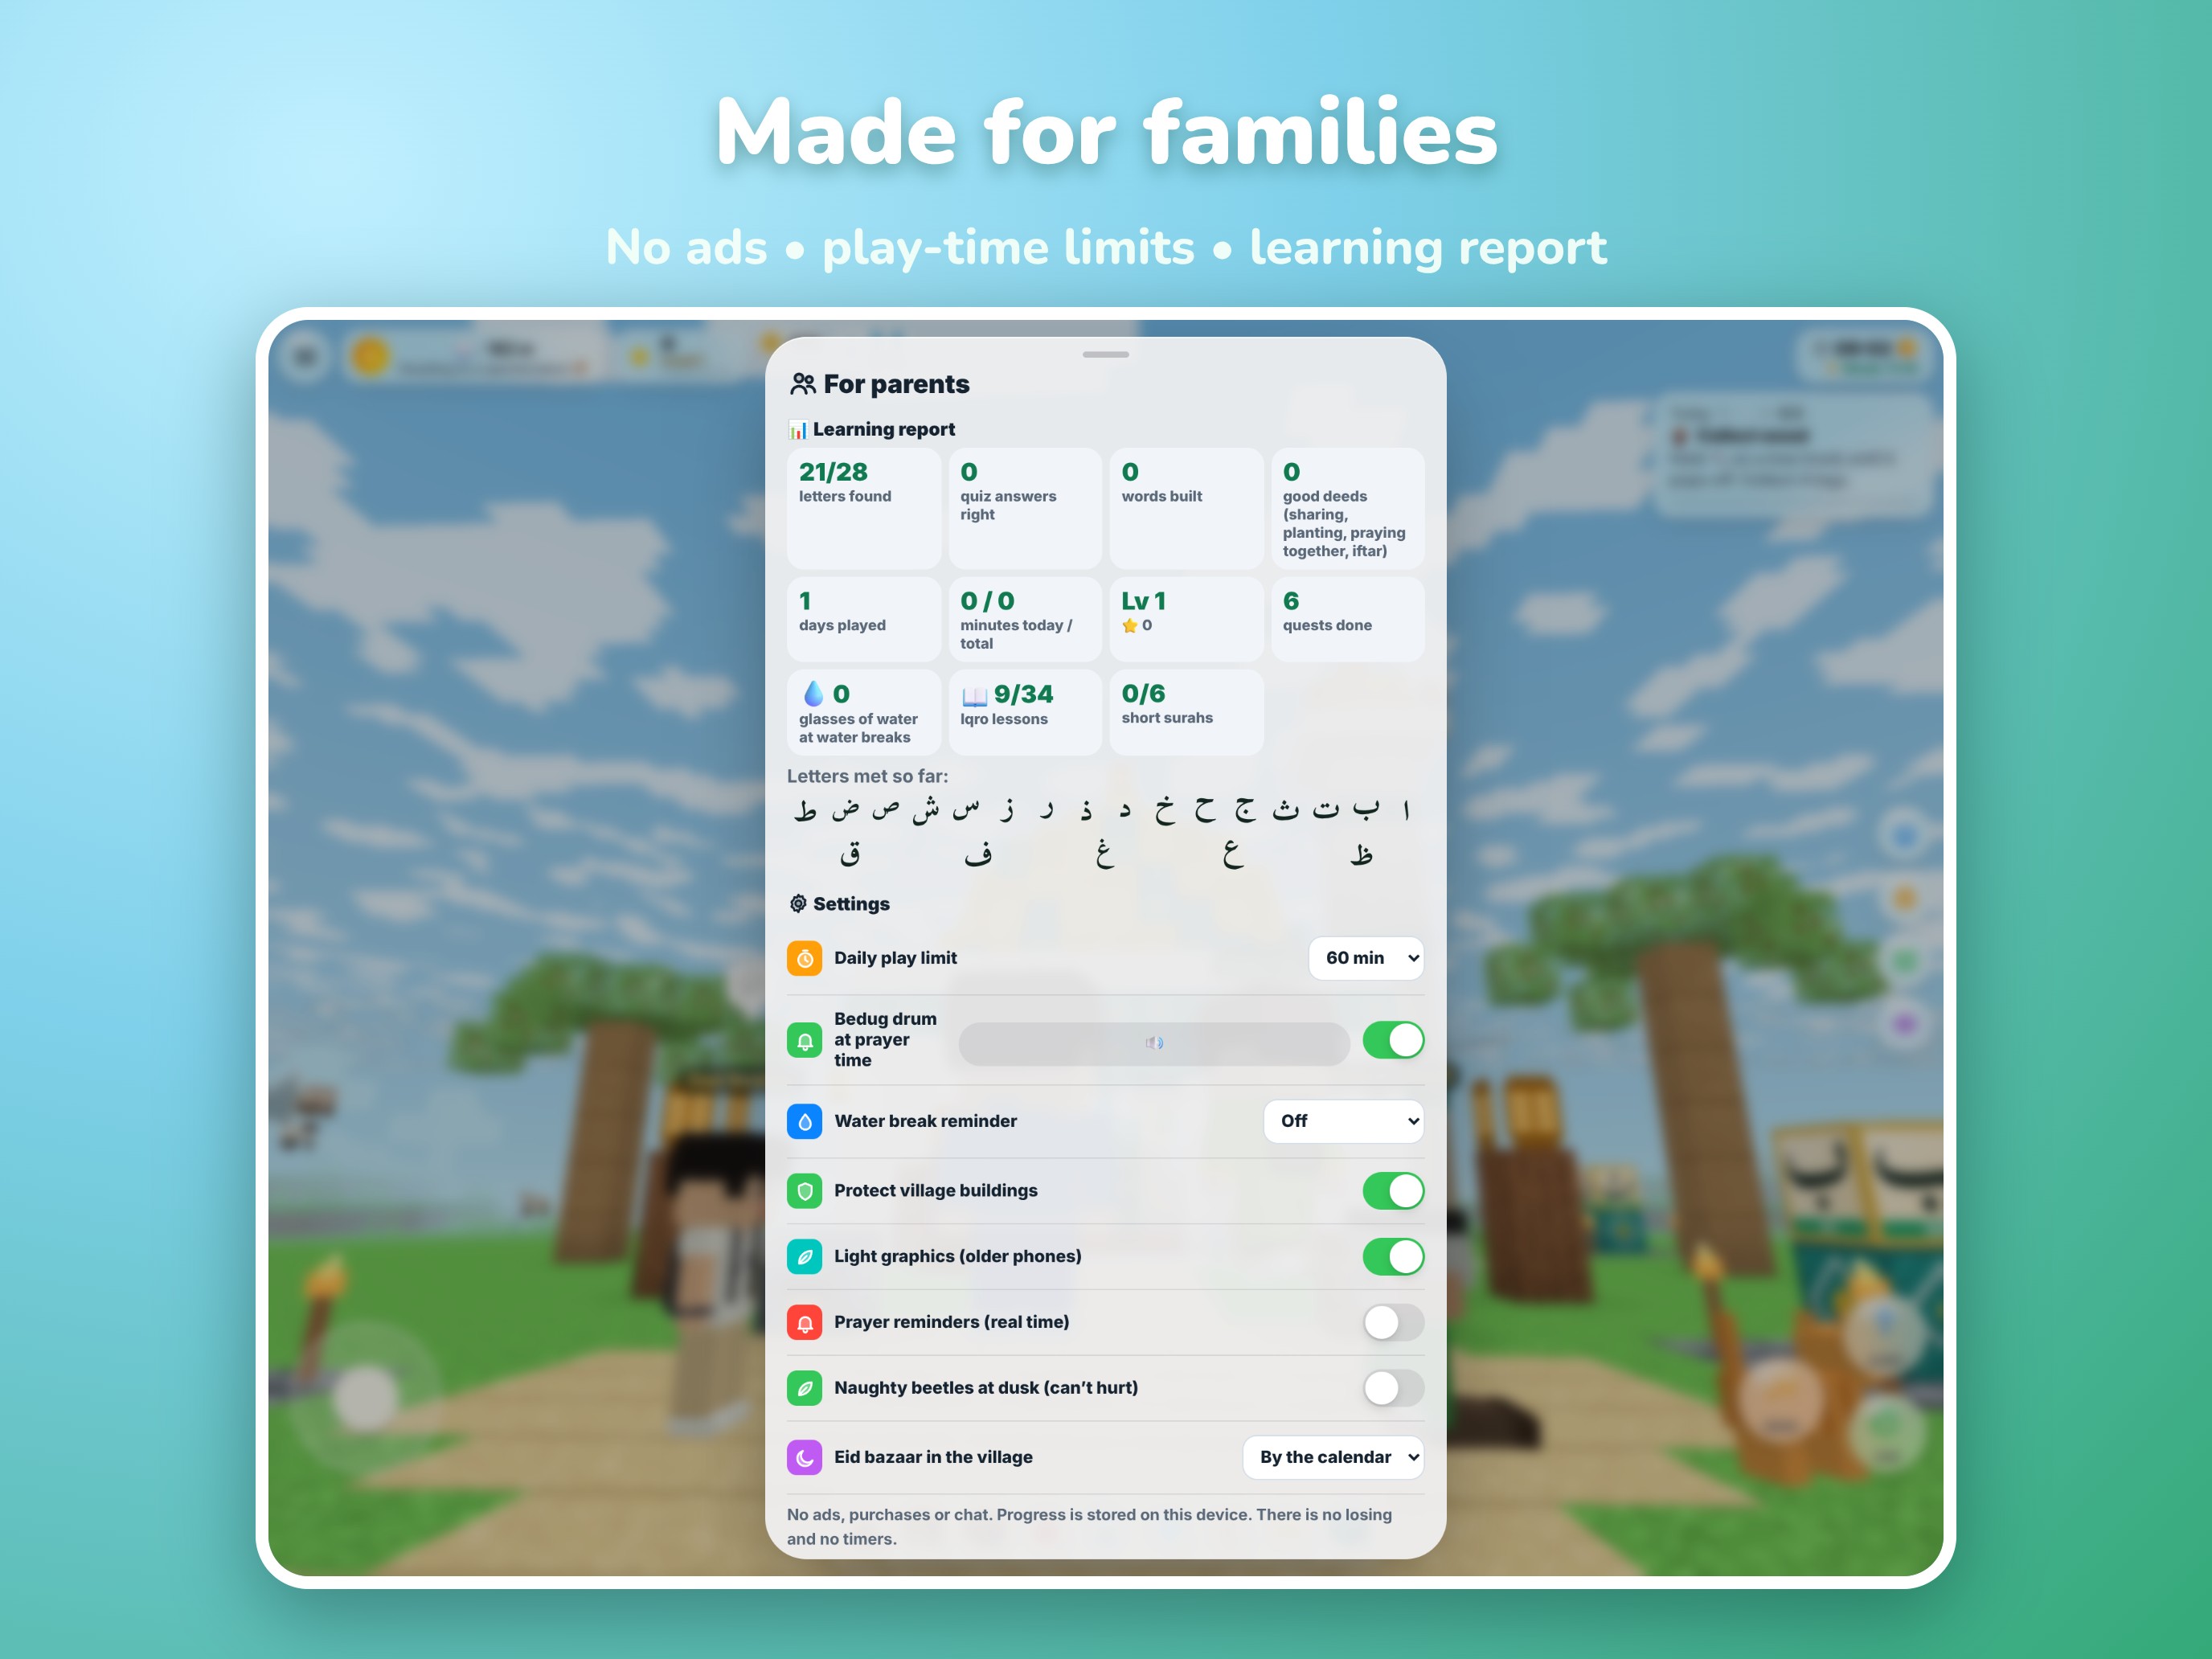 Made for families
No ads • play-time limits • learning report
For parents
📊 Learning report
21/28
letters found
0
quiz answers
right
0
words built
0
good deeds
(sharing,
planting, praying
together, iftar)
1
days played
0 / 0
minutes today /
total
Lv 1
⭐ 0
6
quests done
💧 0
glasses of water
at water breaks
📖 9/34
Iqro lessons
0/6
short surahs
Letters met so far:
ا ب ت ث ج ح خ د ذ ر ز س ش ص ض ط
ظ ع غ ف ق
Settings
Daily play limit
60 min
Bedug drum
at prayer
time
Water break reminder
Off
Protect village buildings
Light graphics (older phones)
Prayer reminders (real time)
Naughty beetles at dusk (can’t hurt)
Eid bazaar in the village
By the calendar
No ads, purchases or chat. Progress is stored on this device. There is no losing
and no timers.